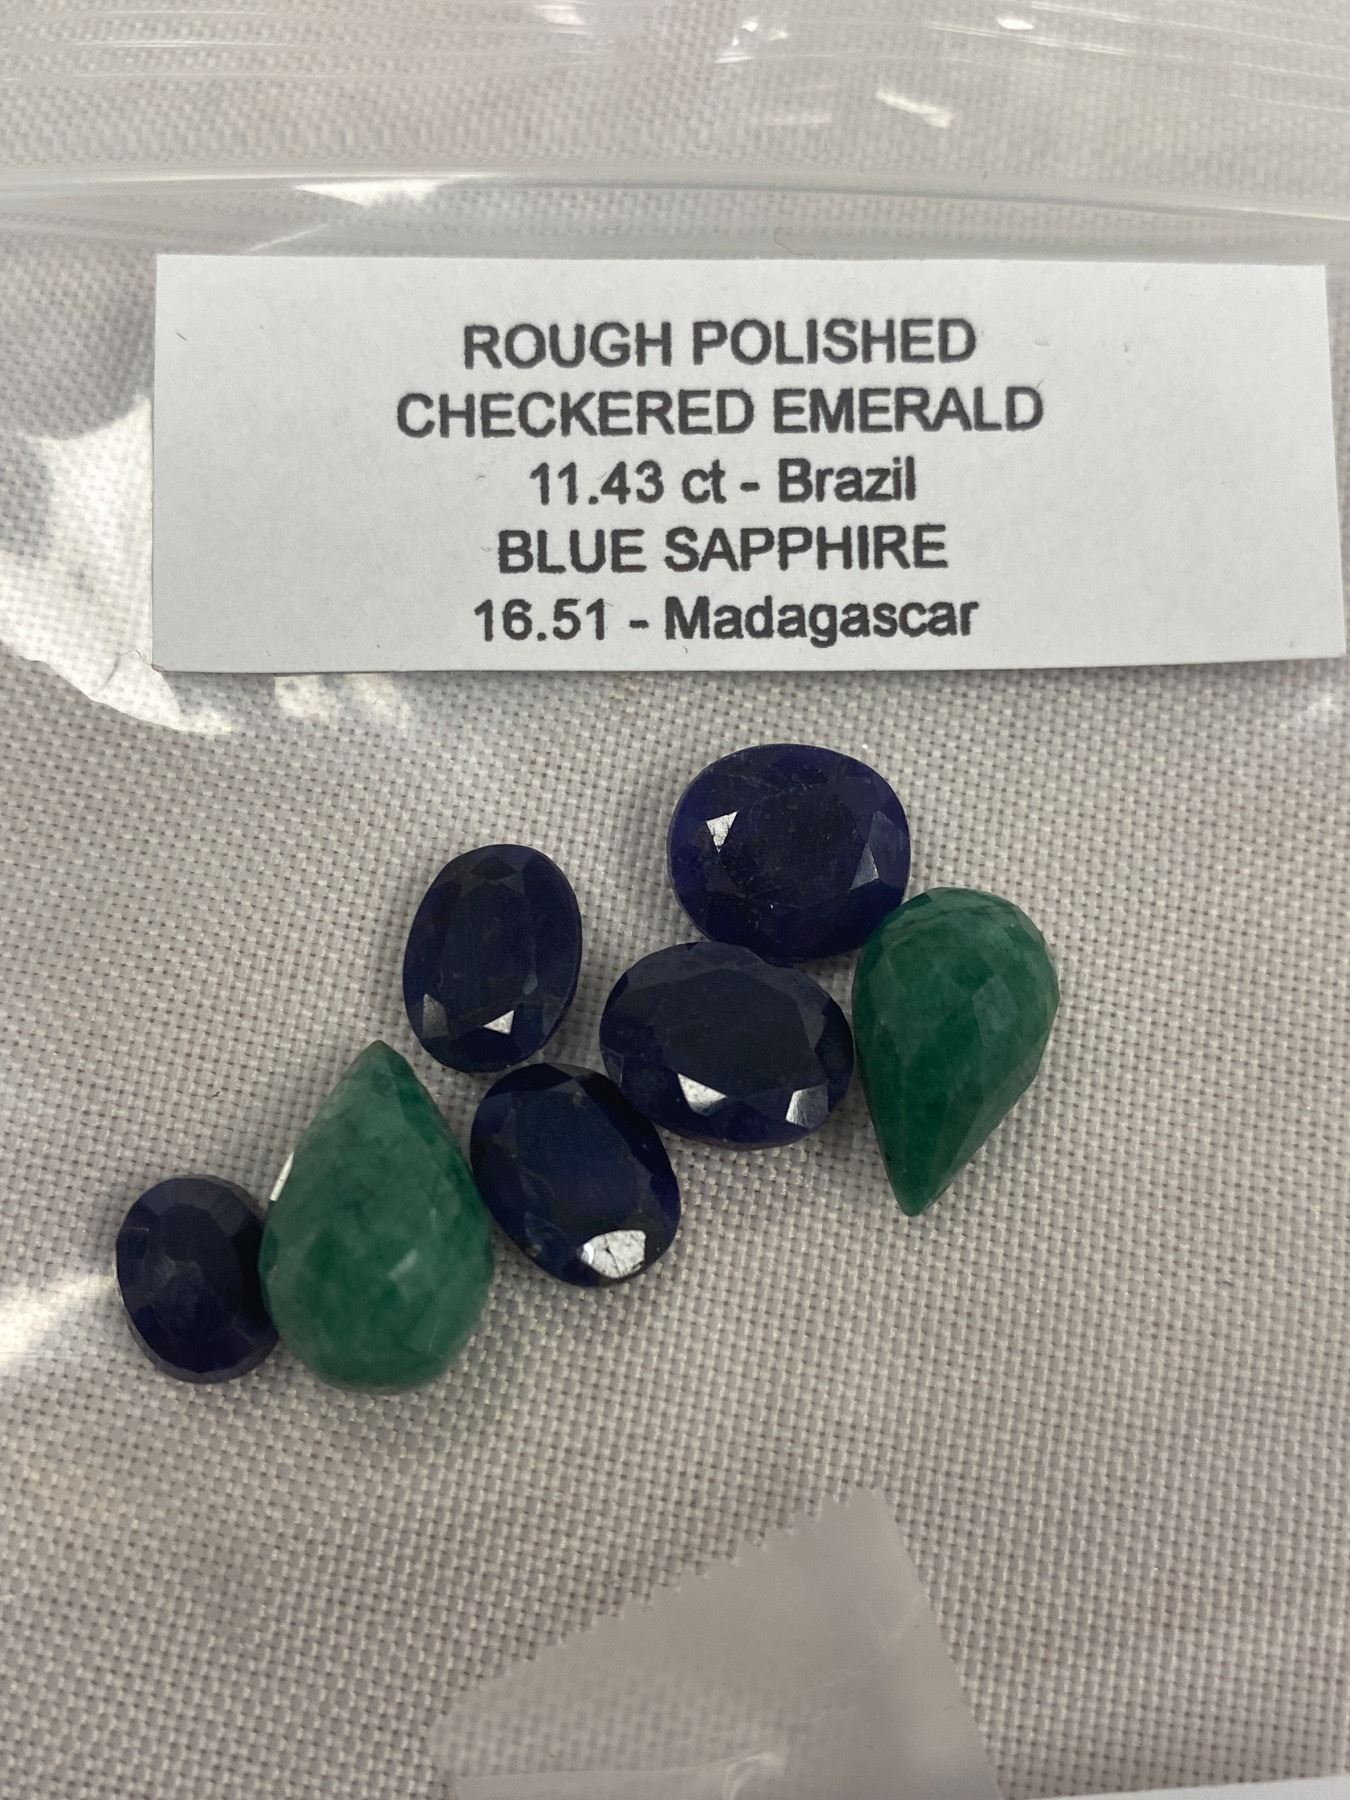 ROUGH POLISHED
CHECKERED EMERALD
11.43 ct - Brazil
BLUE SAPPHIRE
16.51 - Madagascar